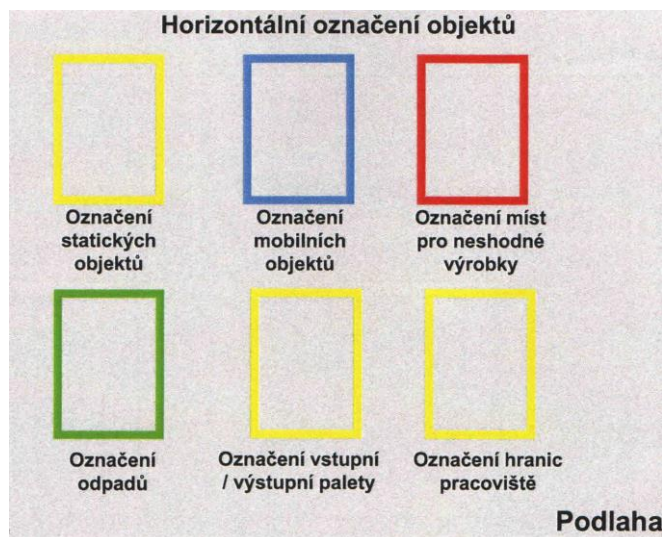 Horizontální označení objektů
Označení
statických
objektů
Označení
mobilních
objektů
Označení míst
pro neshodné
výrobky
Označení
odpadů
Označení vstupní
/ výstupní palety
Označení hranic
pracoviště
Podlaha